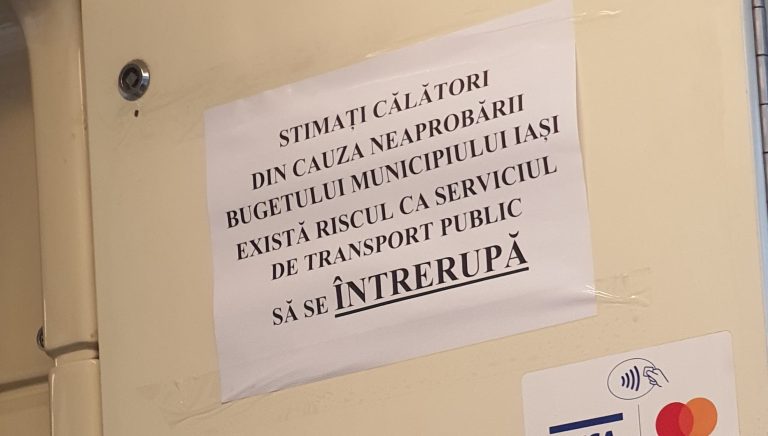 STIMAȚI CĂLĂTORI
DIN CAUZA NEAPROBĂRII
BUGETULUI MUNICIPIULUI IAȘI
EXISTĂ RISCUL CA SERVICIUL
DE TRANSPORT PUBLIC
SĂ SE ÎNTRERUPĂ